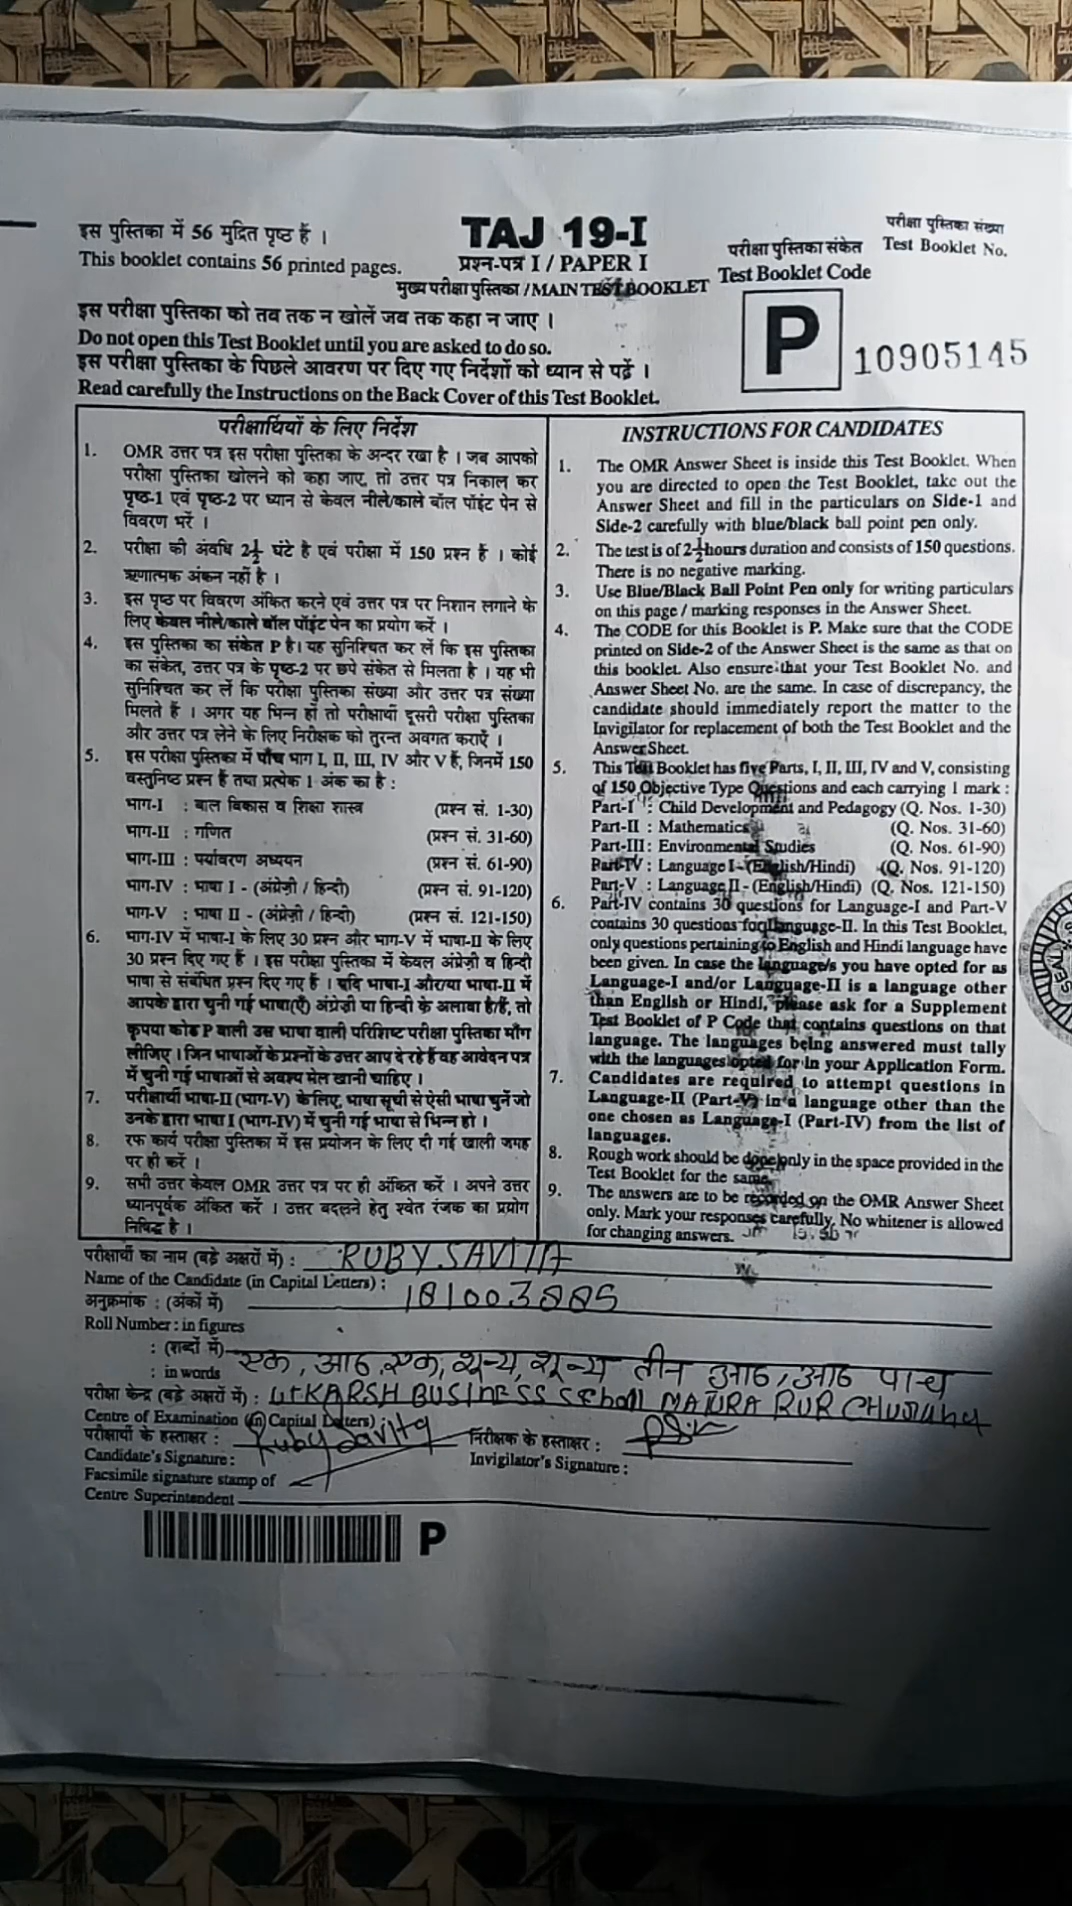 इस पुस्तिका में 56 मुद्रित पृष्ठ हैं ।
This booklet contains 56 printed pages.
TAJ 19-I
प्रश्न-पत्र I / PAPER I
मुख्य परीक्षा पुस्तिका / MAIN TEST BOOKLET
परीक्षा पुस्तिका संकेत
Test Booklet Code
परीक्षा पुस्तिका संख्या
Test Booklet No.
P
10905145
इस परीक्षा पुस्तिका को तब तक न खोलें जब तक कहा न जाए ।
Do not open this Test Booklet until you are asked to do so.
इस परीक्षा पुस्तिका के पिछले आवरण पर दिए गए निर्देशों को ध्यान से पढ़ें ।
Read carefully the Instructions on the Back Cover of this Test Booklet.
परीक्षार्थियों के लिए निर्देश
1. OMR उत्तर पत्र इस परीक्षा पुस्तिका के अन्दर रखा है । जब आपको
परीक्षा पुस्तिका खोलने को कहा जाए, तो उत्तर पत्र निकाल कर
पृष्ठ-1 एवं पृष्ठ-2 पर ध्यान से केवल नीले/काले बॉल पॉइंट पेन से
विवरण भरें ।
2. परीक्षा की अवधि 2½ घंटे है एवं परीक्षा में 150 प्रश्न हैं । कोई
ऋणात्मक अंकन नहीं है ।
3. इस पृष्ठ पर विवरण अंकित करने एवं उत्तर पत्र पर निशान लगाने के
लिए केवल नीले/काले बॉल पॉइंट पेन का प्रयोग करें ।
4. इस पुस्तिका का संकेत P है। यह सुनिश्चित कर लें कि इस पुस्तिका
का संकेत, उत्तर पत्र के पृष्ठ-2 पर छपे संकेत से मिलता है । यह भी
सुनिश्चित कर लें कि परीक्षा पुस्तिका संख्या और उत्तर पत्र संख्या
मिलते हैं । अगर यह भिन्न हों तो परीक्षार्थी दूसरी परीक्षा पुस्तिका
और उत्तर पत्र लेने के लिए निरीक्षक को तुरन्त अवगत कराएँ ।
5. इस परीक्षा पुस्तिका में पाँच भाग I, II, III, IV और V हैं, जिनमें 150
वस्तुनिष्ठ प्रश्न हैं तथा प्रत्येक 1 अंक का है :
भाग-I : बाल विकास व शिक्षा शास्त्र (प्रश्न सं. 1-30)
भाग-II : गणित (प्रश्न सं. 31-60)
भाग-III : पर्यावरण अध्ययन (प्रश्न सं. 61-90)
भाग-IV : भाषा I - (अंग्रेज़ी / हिन्दी) (प्रश्न सं. 91-120)
भाग-V : भाषा II - (अंग्रेज़ी / हिन्दी) (प्रश्न सं. 121-150)
6. भाग-IV में भाषा-I के लिए 30 प्रश्न और भाग-V में भाषा-II के लिए
30 प्रश्न दिए गए हैं । इस परीक्षा पुस्तिका में केवल अंग्रेज़ी व हिन्दी
भाषा से संबंधित प्रश्न दिए गए हैं । यदि भाषा-I और/या भाषा-II में
आपके द्वारा चुनी गई भाषा(एँ) अंग्रेज़ी या हिन्दी के अलावा है/हैं, तो
कृपया कोड P वाली उस भाषा वाली परिशिष्ट परीक्षा पुस्तिका माँग
लीजिए । जिन भाषाओं के प्रश्नों के उत्तर आप दे रहे हैं वह आवेदन पत्र
में चुनी गई भाषाओं से अवश्य मेल खानी चाहिए ।
7. परीक्षार्थी भाषा-II (भाग-V) के लिए, भाषा सूची से ऐसी भाषा चुनें जो
उनके द्वारा भाषा I (भाग-IV) में चुनी गई भाषा से भिन्न हो ।
8. रफ कार्य परीक्षा पुस्तिका में इस प्रयोजन के लिए दी गई खाली जगह
पर ही करें ।
9. सभी उत्तर केवल OMR उत्तर पत्र पर ही अंकित करें । अपने उत्तर
ध्यानपूर्वक अंकित करें । उत्तर बदलने हेतु श्वेत रंजक का प्रयोग
निषिद्ध है ।
INSTRUCTIONS FOR CANDIDATES
1. The OMR Answer Sheet is inside this Test Booklet. When
you are directed to open the Test Booklet, take out the
Answer Sheet and fill in the particulars on Side-1 and
Side-2 carefully with blue/black ball point pen only.
2. The test is of 2½ hours duration and consists of 150 questions.
There is no negative marking.
3. Use Blue/Black Ball Point Pen only for writing particulars
on this page / marking responses in the Answer Sheet.
4. The CODE for this Booklet is P. Make sure that the CODE
printed on Side-2 of the Answer Sheet is the same as that on
this booklet. Also ensure that your Test Booklet No. and
Answer Sheet No. are the same. In case of discrepancy, the
candidate should immediately report the matter to the
Invigilator for replacement of both the Test Booklet and the
Answer Sheet.
5. This Test Booklet has five Parts, I, II, III, IV and V, consisting
of 150 Objective Type Questions and each carrying 1 mark :
Part-I : Child Development and Pedagogy (Q. Nos. 1-30)
Part-II : Mathematics (Q. Nos. 31-60)
Part-III : Environmental Studies (Q. Nos. 61-90)
Part-IV : Language I - (English/Hindi) (Q. Nos. 91-120)
Part-V : Language II - (English/Hindi) (Q. Nos. 121-150)
6. Part-IV contains 30 questions for Language-I and Part-V
contains 30 questions for Language-II. In this Test Booklet,
only questions pertaining to English and Hindi language have
been given. In case the language/s you have opted for as
Language-I and/or Language-II is a language other
than English or Hindi, please ask for a Supplement
Test Booklet of P Code that contains questions on that
language. The languages being answered must tally
with the languages opted for in your Application Form.
7. Candidates are required to attempt questions in
Language-II (Part-V) in a language other than the
one chosen as Language-I (Part-IV) from the list of
languages.
8. Rough work should be done only in the space provided in the
Test Booklet for the same.
9. The answers are to be recorded on the OMR Answer Sheet
only. Mark your responses carefully. No whitener is allowed
for changing answers.
परीक्षार्थी का नाम (बड़े अक्षरों में) : RUBY SAVITA
Name of the Candidate (in Capital Letters) :
अनुक्रमांक : (अंकों में) 181003885
Roll Number : in figures
: (शब्दों में) एक, आठ, एक, शून्य, शून्य तीन आठ, आठ पाच
: in words
परीक्षा केन्द्र (बड़े अक्षरों में) : UTKARSH BUSINESS SCHOOL RUR
Centre of Examination (in Capital Letters) :
परीक्षार्थी के हस्ताक्षर : Ruby Savita निरीक्षक के हस्ताक्षर :
Candidate's Signature : Invigilator's Signature :
Facsimile signature stamp of
Centre Superintendent
P